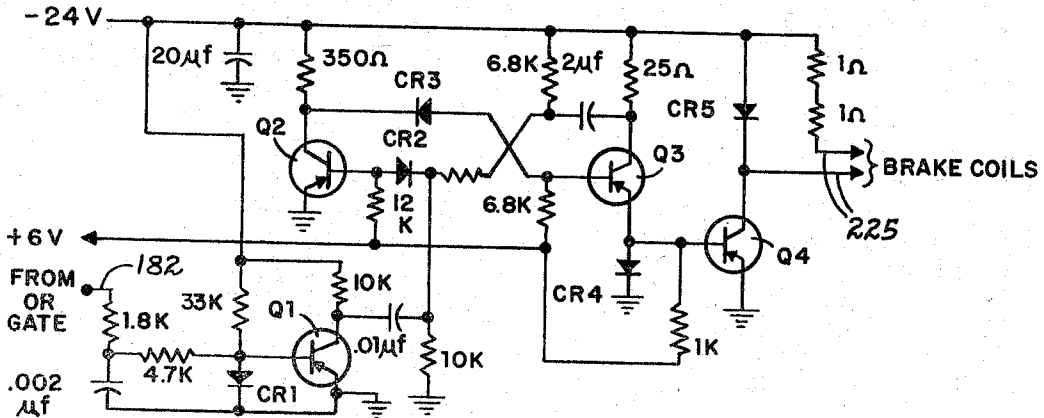 -24V
20μf
350Ω
CR3
6.8K
2μf
25Ω
1Ω
CR5
1Ω
Q2
CR2
Q3
BRAKE COILS
12
K
6.8K
225
+6V
Q4
FROM
OR
GATE
182
10K
CR4
33K
Q1
1.8K
.01μf
10K
1K
4.7K
.002
μf
CR1